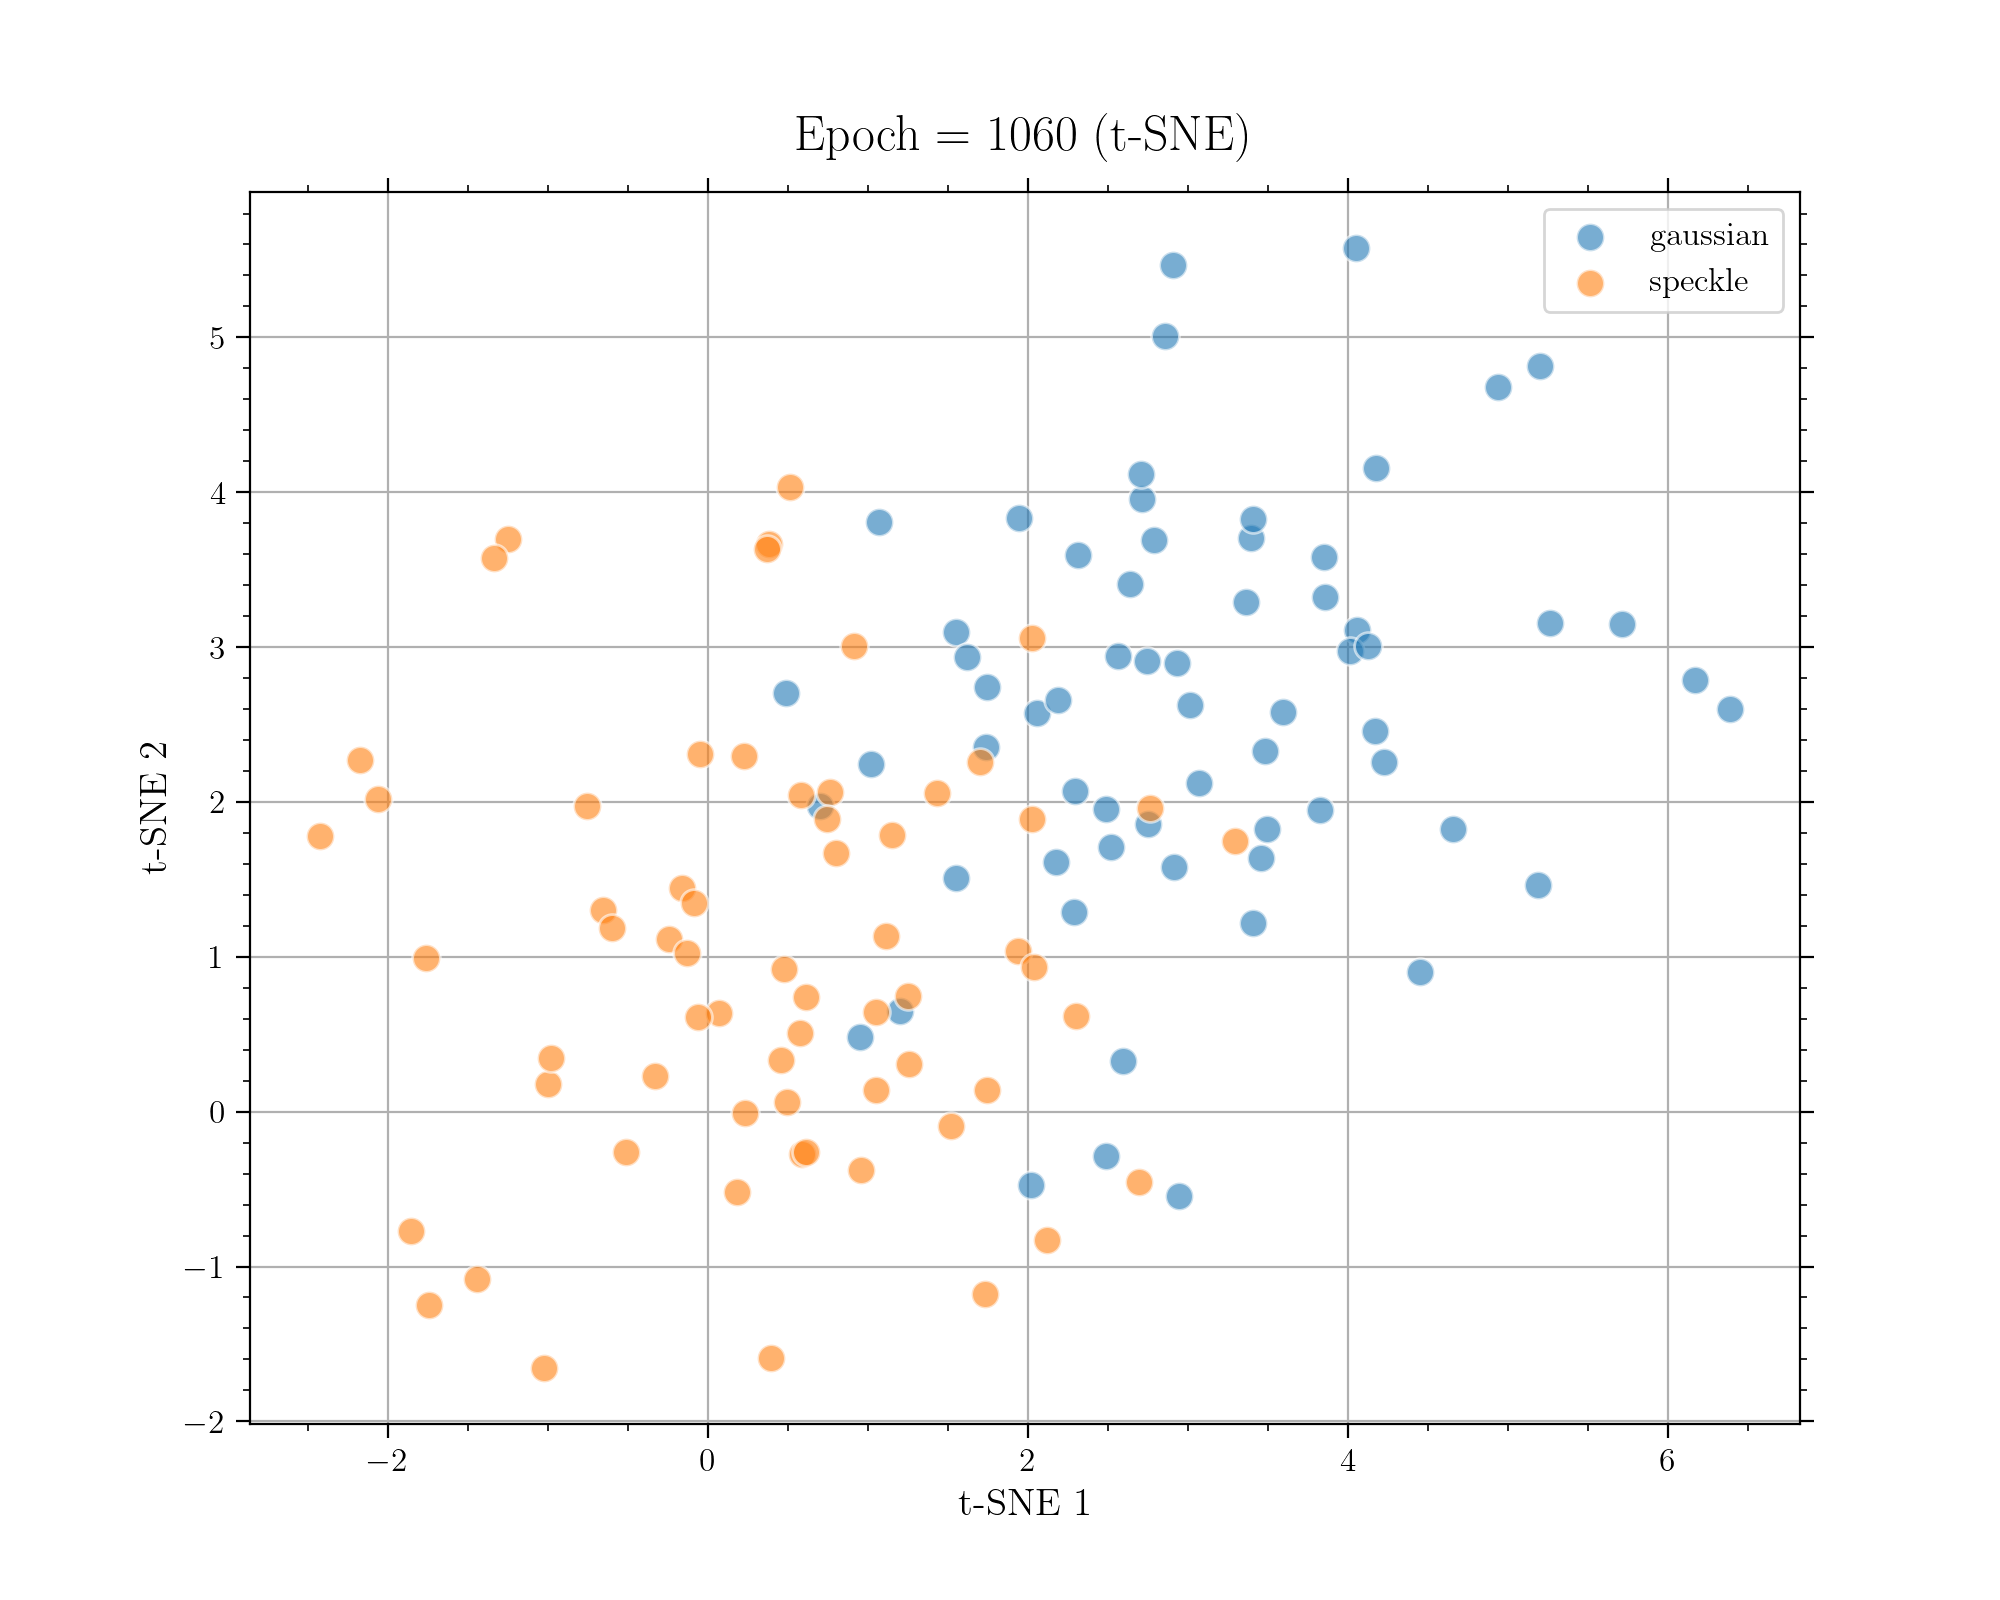 Epoch = 1060 (t-SNE)
gaussian
speckle
5
4
3
2
1
0
−1
−2
t-SNE 2
−2 0 2 4 6
t-SNE 1